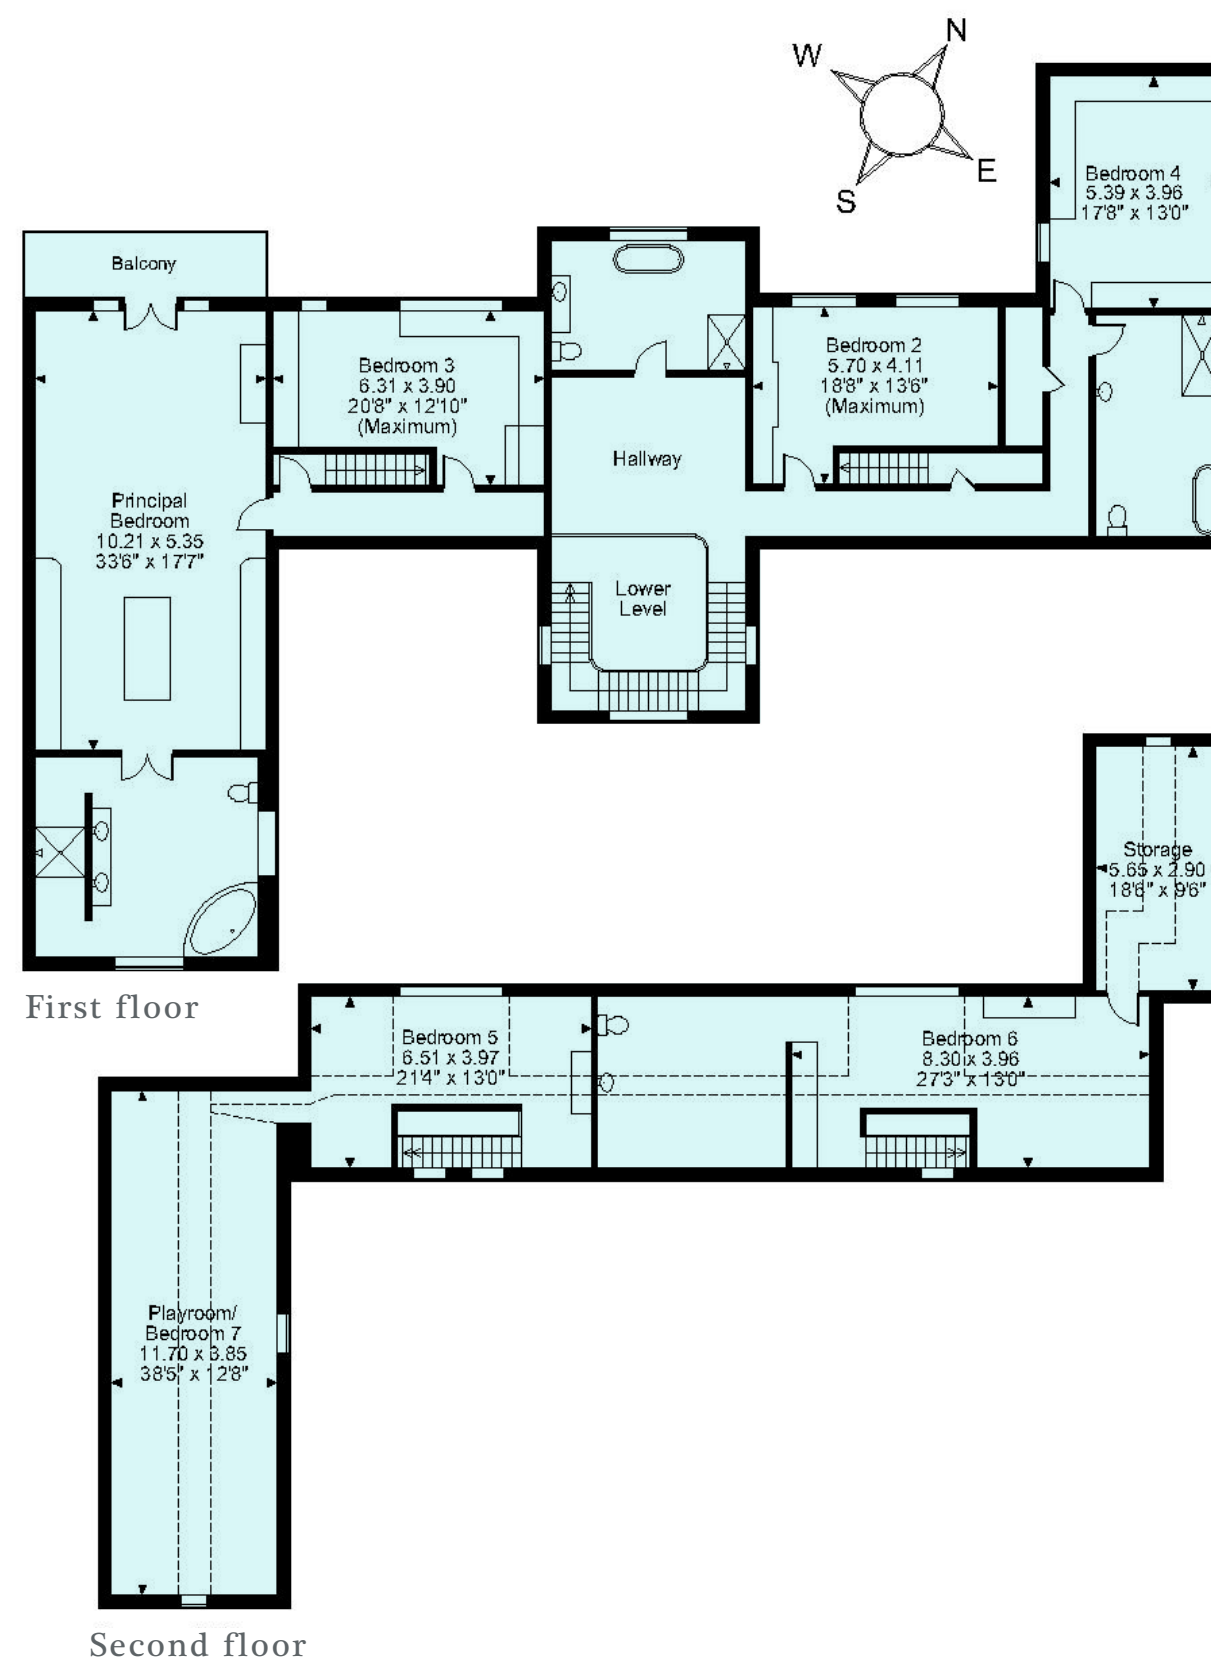 N
W
E
S
Bedroom 4
5.39 x 3.96
17'8" x 13'0"
Balcony
Bedroom 3
6.31 x 3.90
20'8" x 12'10"
(Maximum)
Bedroom 2
5.70 x 4.11
18'8" x 13'6"
(Maximum)
Hallway
Principal
Bedroom
10.21 x 5.35
33'6" x 17'7"
Lower
Level
First floor
Storage
5.65 x 2.90
18'6" x 9'6"
Bedroom 5
6.51 x 3.97
21'4" x 13'0"
Bedroom 6
8.30 x 3.96
27'3" x 13'0"
Playroom/
Bedroom 7
11.70 x 3.85
38'5" x 12'8"
Second floor